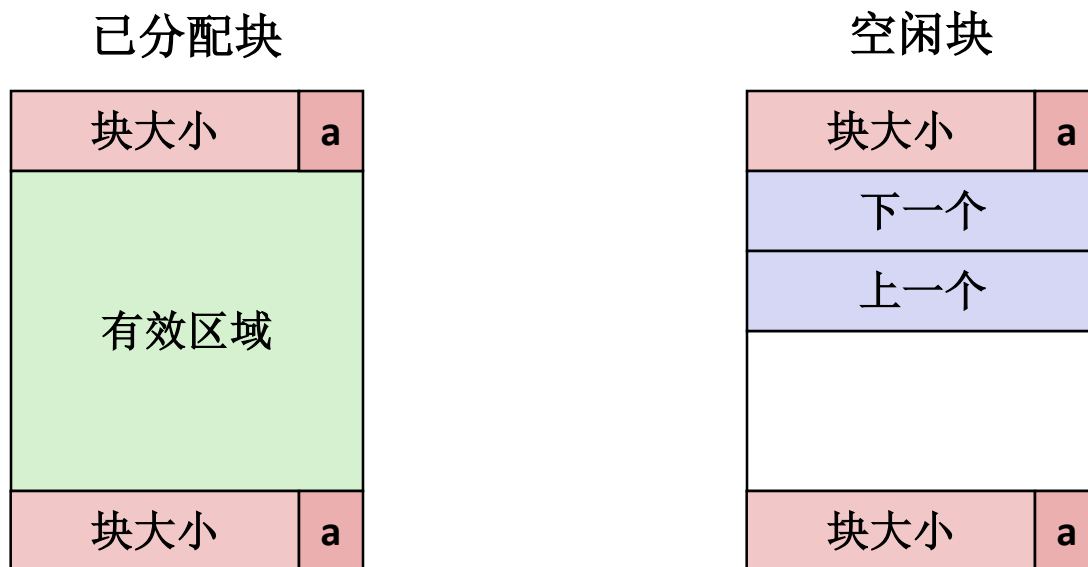 已分配块
块大小 a
有效区域
块大小 a
空闲块
块大小 a
下一个
上一个
块大小 a